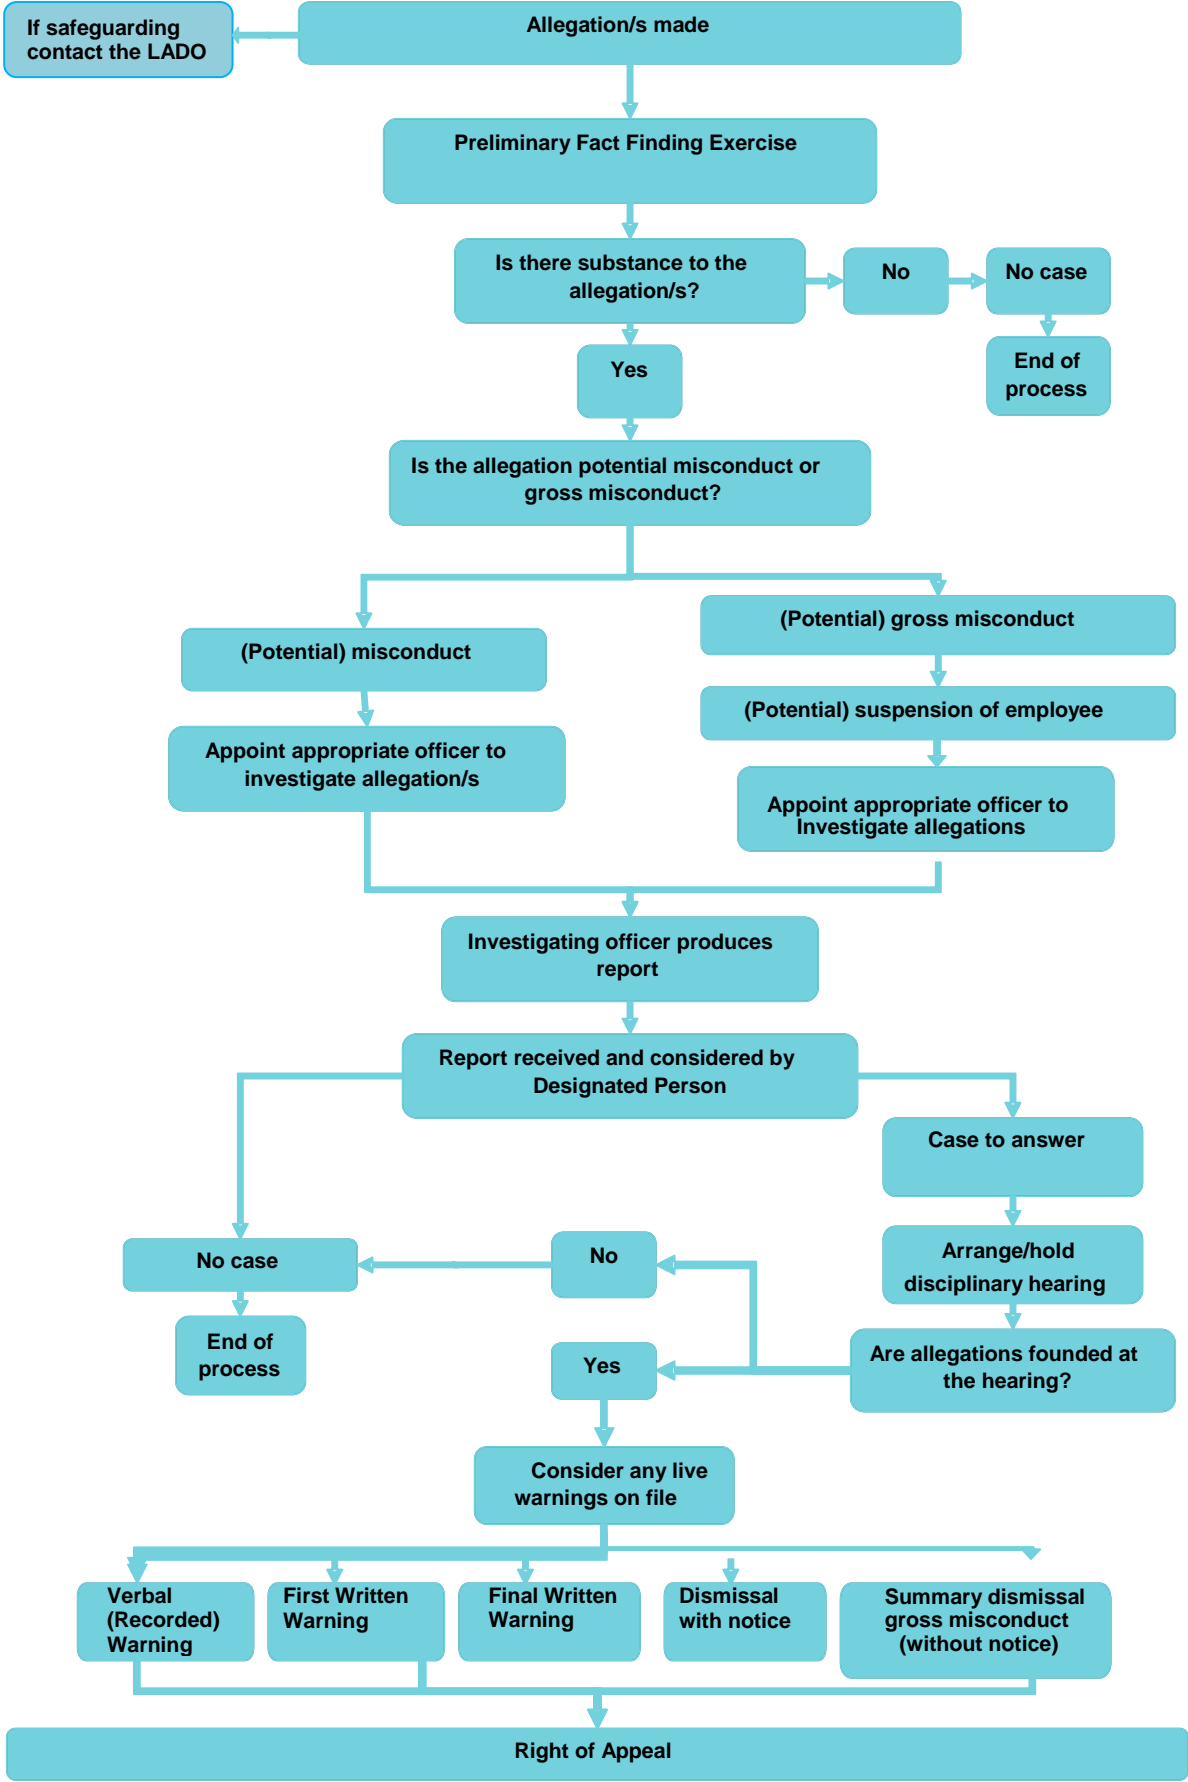 If safeguarding
contact the LADO
Allegation/s made
Preliminary Fact Finding Exercise
Is there substance to the
allegation/s?
No
No case
End of
process
Yes
Is the allegation potential misconduct or
gross misconduct?
(Potential) misconduct
(Potential) gross misconduct
(Potential) suspension of employee
Appoint appropriate officer to
investigate allegation/s
Appoint appropriate officer to
Investigate allegations
Investigating officer produces
report
Report received and considered by
Designated Person
Case to answer
Arrange/hold
disciplinary hearing
No case
No
End of
process
Yes
Are allegations founded at
the hearing?
Consider any live
warnings on file
Verbal
(Recorded)
Warning
First Written
Warning
Final Written
Warning
Dismissal
with notice
Summary dismissal
gross misconduct
(without notice)
Right of Appeal